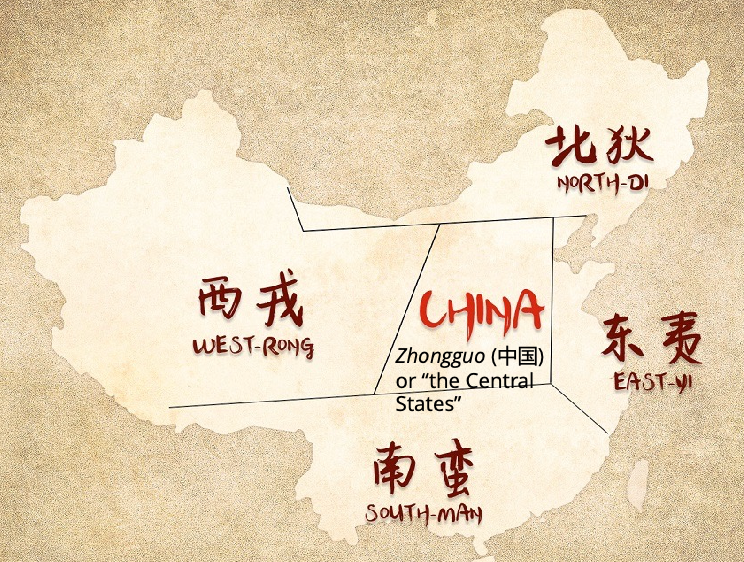 北狄
NORTH-DI
西戎
WEST-RONG
CHINA
Zhongguo (中国)
or “the Central
States”
东夷
EAST-YI
南蛮
SOUTH-MAN